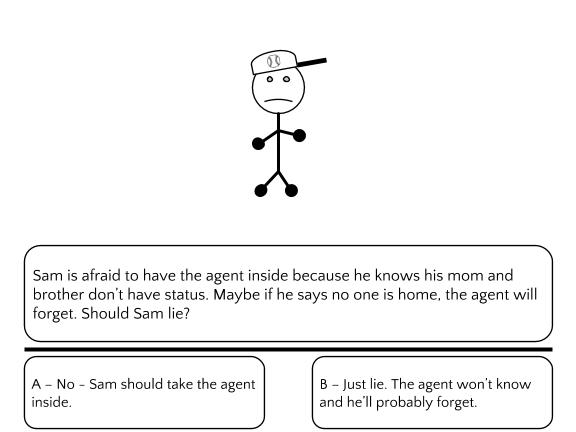 Sam is afraid to have the agent inside because he knows his mom and
brother don't have status. Maybe if he says no one is home, the agent will
forget. Should Sam lie?
A – No - Sam should take the agent
inside.
B – Just lie. The agent won't know
and he'll probably forget.